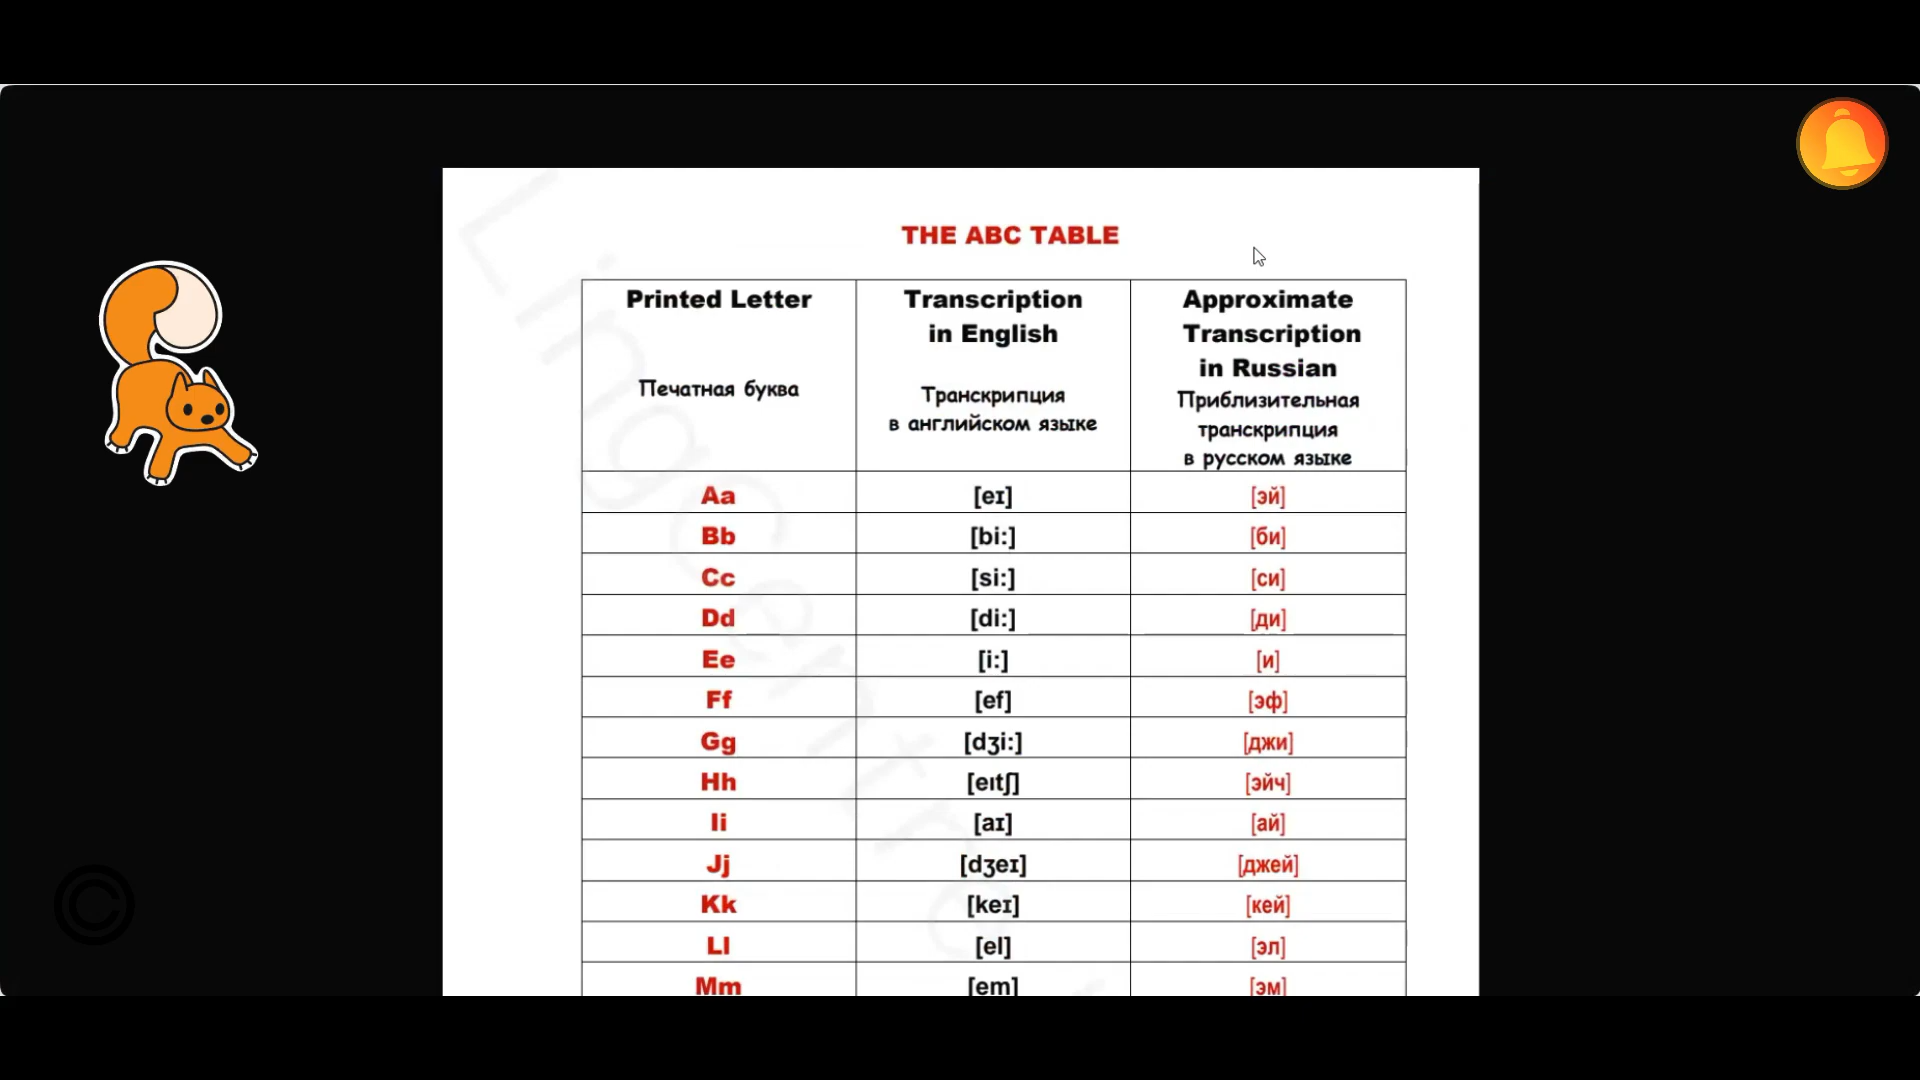 THE ABC TABLE
Printed Letter
Печатная буква
Transcription
in English
Транскрипция
в английском языке
Approximate
Transcription
in Russian
Приблизительная
транскрипция
в русском языке
Aa [eɪ] [эй]
Bb [bi:] [би]
Cc [si:] [си]
Dd [di:] [ди]
Ee [i:] [и]
Ff [ef] [эф]
Gg [dʒi:] [джи]
Hh [eɪtʃ] [эйч]
Ii [aɪ] [ай]
Jj [dʒeɪ] [джей]
Kk [keɪ] [кей]
Ll [el] [эл]
Mm [em] [эм]
LingCentre
©